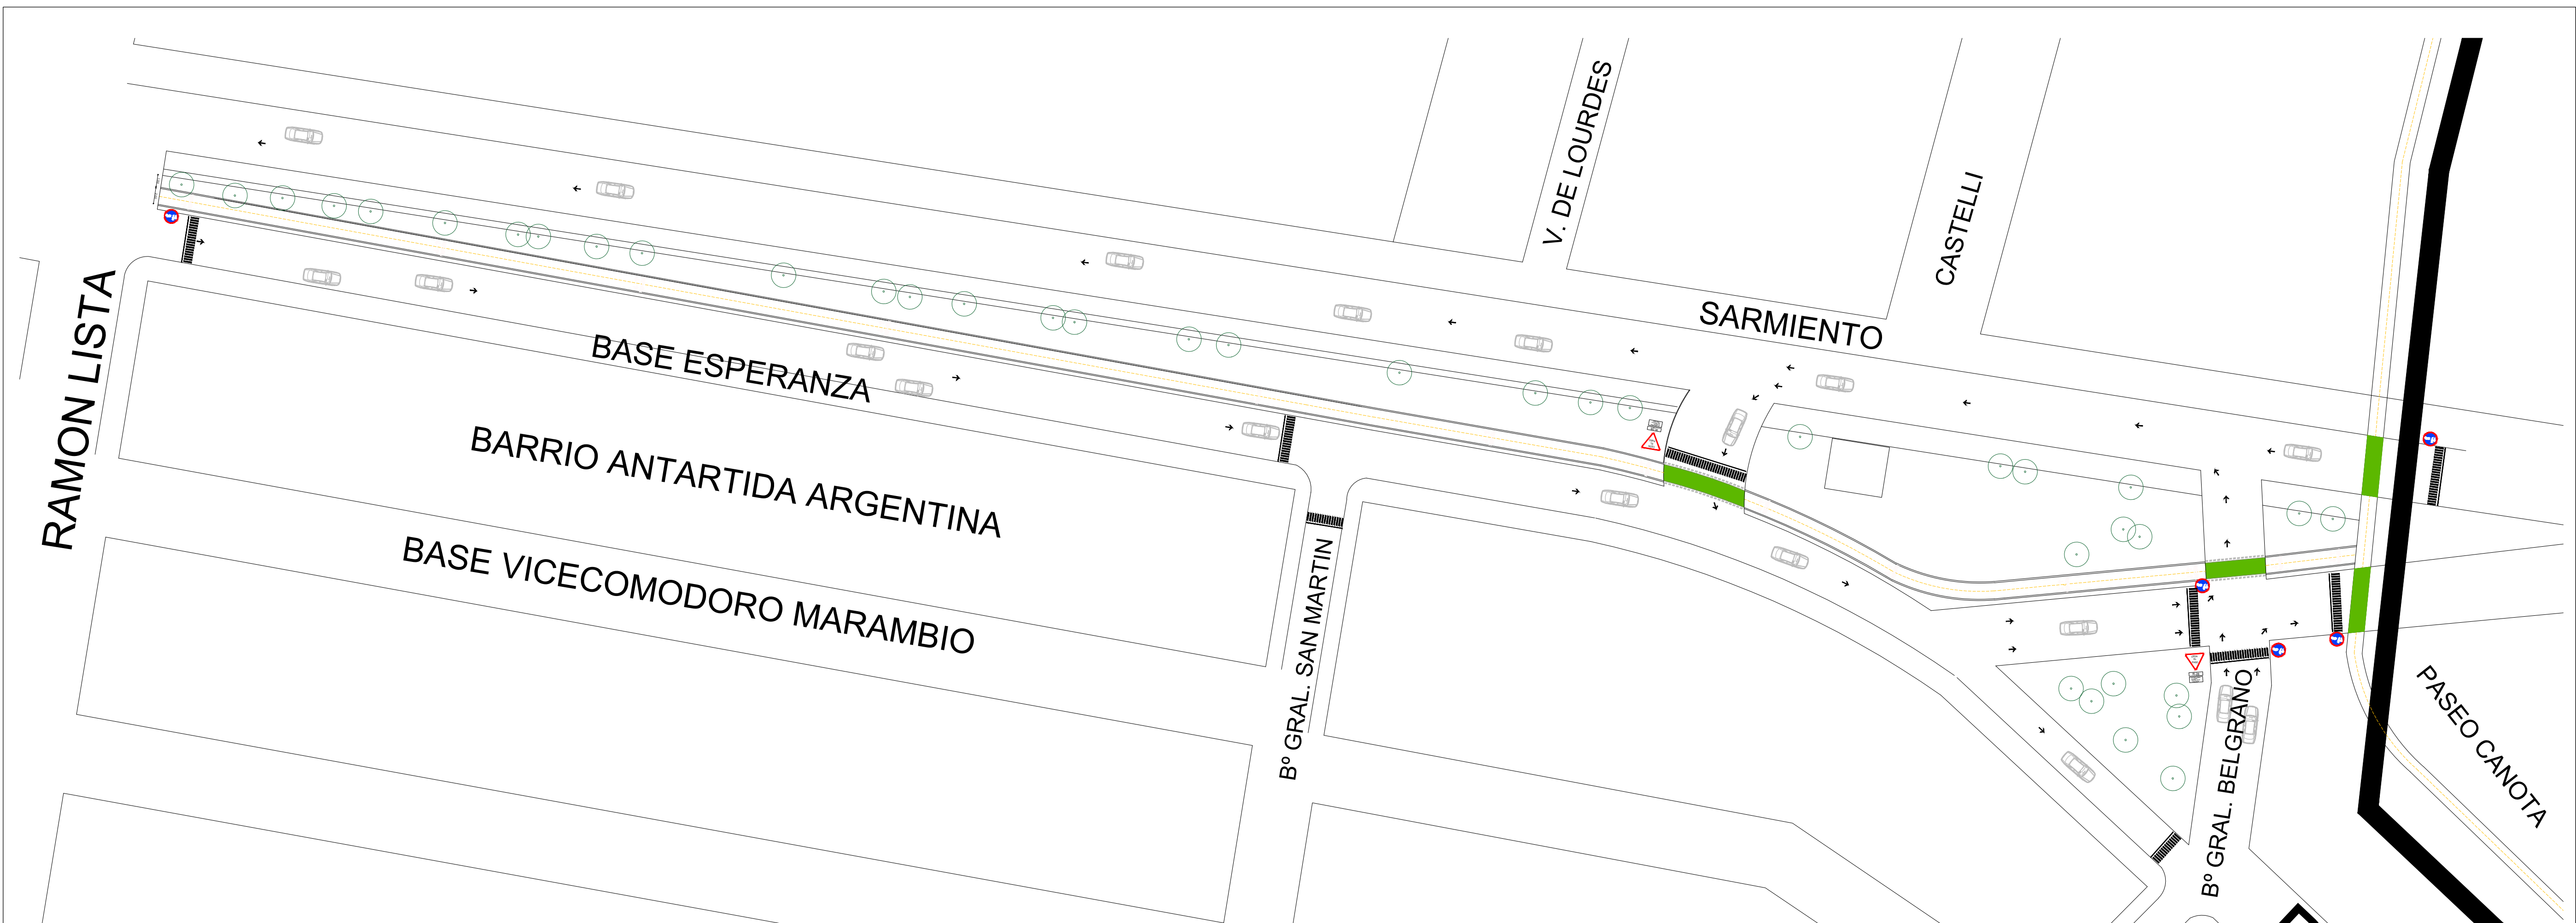 V. DE LOURDES
CASTELLI
SARMIENTO
RAMON LISTA
BASE ESPERANZA
BARRIO ANTARTIDA ARGENTINA
BASE VICECOMODORO MARAMBIO
Bº GRAL. SAN MARTIN
Bº GRAL. BELGRANO
PASEO CANOTA